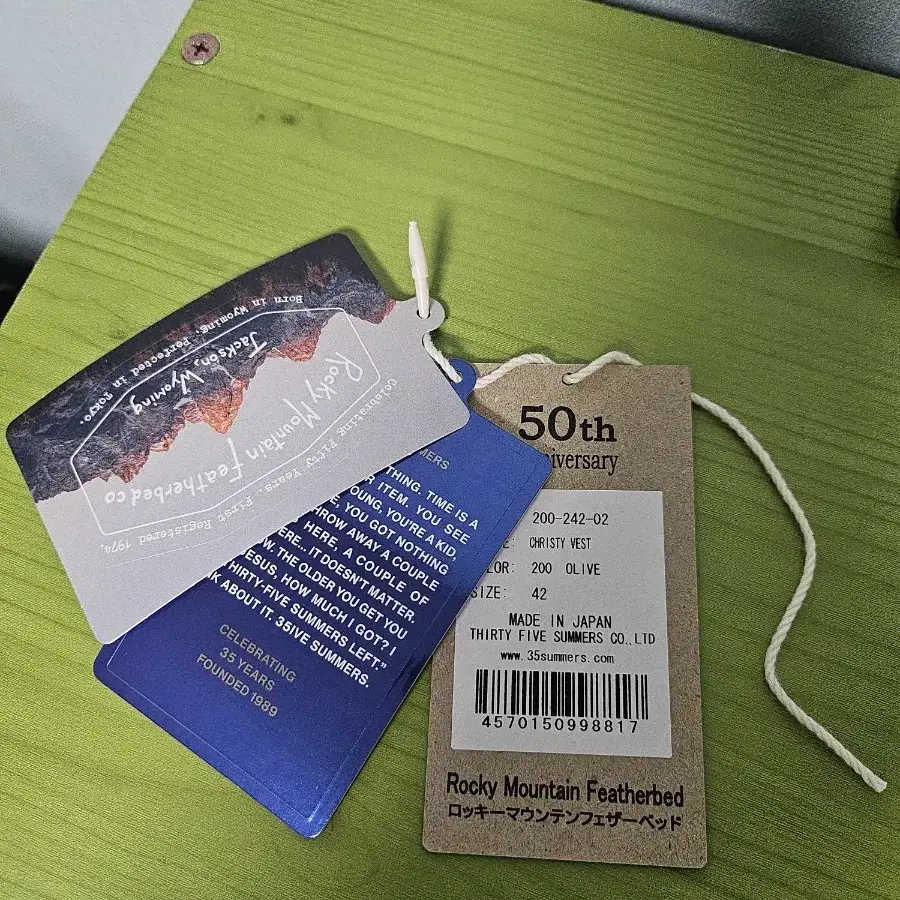 Celebrating Fifty Years. First Registered 1974.
Rocky Mountain Featherbed co
Jackson, Wyoming
Born in Wyoming. Perfected in Tokyo.
THING. TIME IS A
ITEM. YOU SEE
YOUNG, YOU'RE A KID,
YOU GOT NOTHING
THROW AWAY A COUPLE
HERE, A COUPLE OF
IT DOESN'T MATTER.
THE OLDER YOU GET YOU
JESUS, HOW MUCH I GOT? I
THIRTY-FIVE SUMMERS LEFT."
ABOUT IT. 35IVE SUMMERS.
CELEBRATING
35 YEARS
FOUNDED 1989
50th
200-242-02
CHRISTY VEST
200 OLIVE
SIZE: 42
MADE IN JAPAN
THIRTY FIVE SUMMERS CO.,LTD
www.35summers.com
4570150998817
Rocky Mountain Featherbed
ロッキーマウンテンフェザーベッド